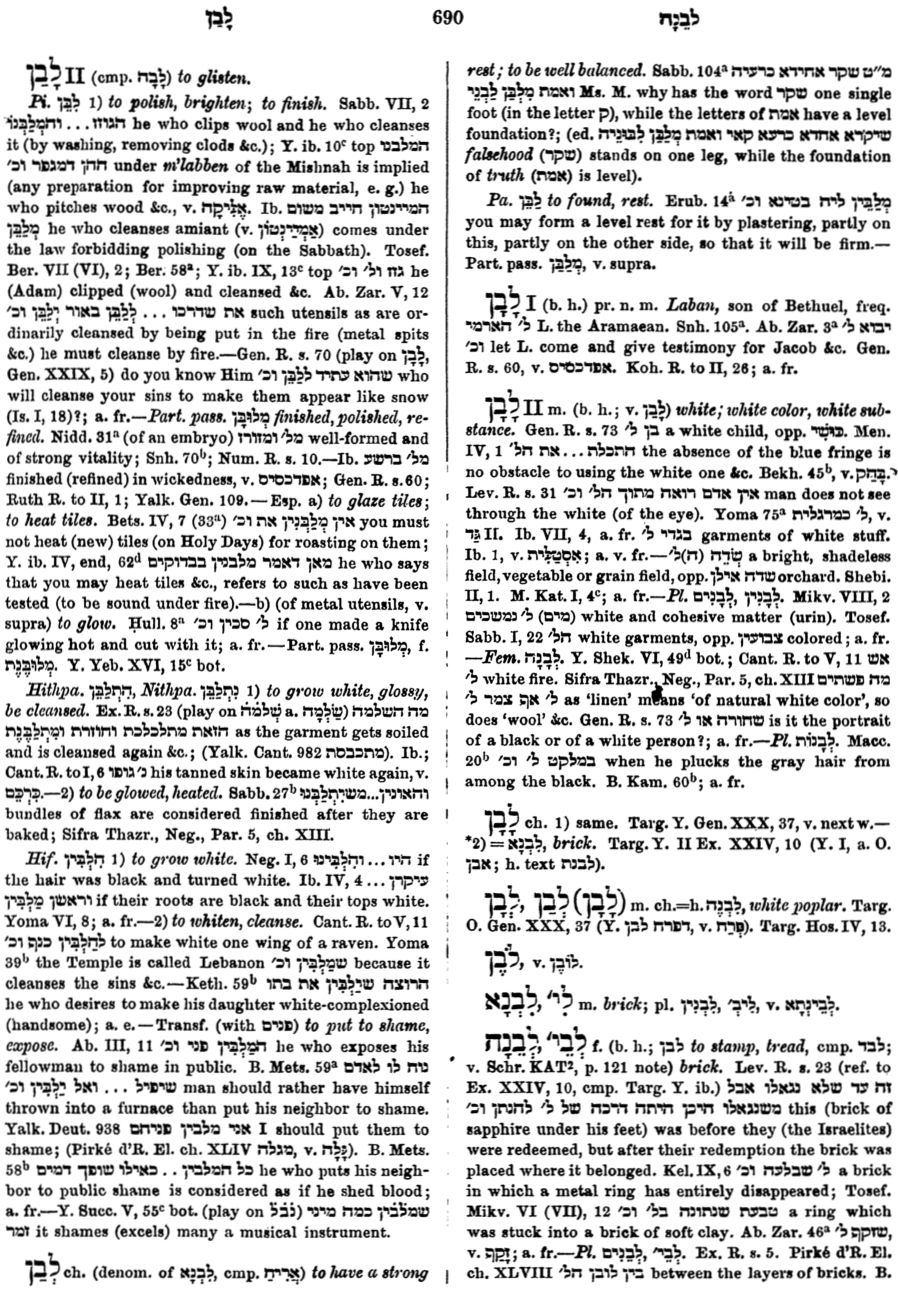 לָבַן
690
לְבֵנָה
לָבַן II (cmp. לָבָה) to glisten.
Pi. לִבֵּן 1) to polish, brighten; to finish. Sabb. VII, 2
הגוזז ... והמְלַבְּנוֹ he who clips wool and he who cleanses
it (by washing, removing clods &c.); Y. ib. 10c top המלבנו
ההן דמגפר וכ׳ under m'labben of the Mishnah is implied
(any preparation for improving raw material, e. g.) he
who pitches wood &c., v. אֲלִיקָה. Ib. המיינטון חייב משום
מְלַבֵּן he who cleanses amiant (v. אֲמִיַּינְטוֹן) comes under
the law forbidding polishing (on the Sabbath). Tosef.
Ber. VII (VI), 2; Ber. 58a; Y. ib. IX, 13c top גז ול׳ וכ׳ he
(Adam) clipped (wool) and cleansed &c. Ab. Zar. V, 12
את שדרכו ... לְלַבֵּן באור יְלַבֵּן וכ׳ such utensils as are or-
dinarily cleansed by being put in the fire (metal spits
&c.) he must cleanse by fire.—Gen. R. s. 70 (play on לָבָן,
Gen. XXIX, 5) do you know Him שהוא עתיד ללַבֵּן וכ׳ who
will cleanse your sins to make them appear like snow
(Is. I, 18)?; a. fr.—Part. pass. מְלוּבָּן finished, polished, re-
fined. Nidd. 31a (of an embryo) מל׳ ומזורז well-formed and
of strong vitality; Snh. 70b; Num. R. s. 10.—Ib. מל׳ ברשע
finished (refined) in wickedness, v. אפדכסיס; Gen. R. s. 60;
Ruth R. to II, 1; Yalk. Gen. 109.—Esp. a) to glaze tiles;
to heat tiles. Bets. IV, 7 (33a) אין מְלַבְּנִין את וכ׳ you must
not heat (new) tiles (on Holy Days) for roasting on them;
Y. ib. IV, end, 62d מאן דאמר מלבנין בבדוקים he who says
that you may heat tiles &c., refers to such as have been
tested (to be sound under fire).—b) (of metal utensils, v.
supra) to glow. Ḥull. 8a ל׳ סכין וכ׳ if one made a knife
glowing hot and cut with it; a. fr.—Part. pass. מְלוּבָּן, f.
מְלוּבֶּנֶת. Y. Yeb. XVI, 15c bot.
Hithpa. הִתְלַבֵּן, Nithpa. נִתְלַבֵּן 1) to grow white, glossy,
be cleansed. Ex. R. s. 23 (play on שַׁלְמֹה a. שַׂלְמָה) מה השלמה
הזאת מתלכלכת וחוזרת ומִתְלַבֶּנֶת as the garment gets soiled
and is cleansed again &c.; (Yalk. Cant. 982 מתכבסת). Ib.;
Cant. R. to I, 6 נ׳ גופו his tanned skin became white again, v.
כַּרְכֵּם.—2) to be glowed, heated. Sabb. 27b והאונין...משיִּתְלַבְּנוּ
bundles of flax are considered finished after they are
baked; Sifra Thazr., Neg., Par. 5, ch. XIII.
Hif. הִלְבִּין 1) to grow white. Neg. I, 6 היו ... והִלְבִּינוּ if
the hair was black and turned white. Ib. IV, 4 ... עיקרן
וראשן מַלְבִּין if their roots are black and their tops white.
Yoma VI, 8; a. fr.—2) to whiten, cleanse. Cant. R. to V, 11
לְהַלְבִּין כנף וכ׳ to make white one wing of a raven. Yoma
39b the Temple is called Lebanon שמַלְבִּין וכ׳ because it
cleanses the sins &c.—Keth. 59b הרוצה שיַּלְבִּין את בתו
he who desires to make his daughter white-complexioned
(handsome); a. e.—Transf. (with פנים) to put to shame,
expose. Ab. III, 11 המַלְבִּין פני וכ׳ he who exposes his
fellowman to shame in public. B. Mets. 59a נוח לו לאדם
שיפיל ... ואל יַלְבִּין וכ׳ man should rather have himself
thrown into a furnace than put his neighbor to shame.
Yalk. Deut. 938 אני מלבין פניהם I should put them to
shame; (Pirké d'R. El. ch. XLIV מגלה, v. גָּלָה). B. Mets.
58b כל המלבין . . כאילו שופך דמים he who puts his neigh-
bor to public shame is considered as if he shed blood;
a. fr.—Y. Succ. V, 55c bot. (play on נֶבֶל) שמלבין כמה מיני
זמר it shames (excels) many a musical instrument.
לְבַן ch. (denom. of לְבְנָא, cmp. אֲרִיחַ) to have a strong
rest; to be well balanced. Sabb. 104a מ״ט שקר אחידא כרעיה
ואמת מְלַבֵּן לַבְנֵי Ms. M. why has the word שקר one single
foot (in the letter ק), while the letters of אמת have a level
foundation?; (ed. שיקרא אחדא כרעא קאי ואמת מְלַבֵּן לְבוּנֵיה
falsehood (שקר) stands on one leg, while the foundation
of truth (אמת) is level).
Pa. לַבֵּן to found, rest. Erub. 14a מְלַבֵּין ליה בטינא וכ׳
you may form a level rest for it by plastering, partly on
this, partly on the other side, so that it will be firm.—
Part. pass. מְלַבַּן, v. supra.
לָבָן I (b. h.) pr. n. m. Laban, son of Bethuel, freq.
ל׳ הארמי L. the Aramaean. Snh. 105a. Ab. Zar. 3a יבוא ל׳
וכ׳ let L. come and give testimony for Jacob &c. Gen.
R. s. 60, v. אפדכסיס. Koh. R. to II, 26; a. fr.
לָבָן II m. (b. h.; v. לָבַן) white; white color, white sub-
stance. Gen. R. s. 73 בן ל׳ a white child, opp. כּוּשִׁי. Men.
IV, 1 התכלת...את הל׳ the absence of the blue fringe is
no obstacle to using the white one &c. Bekh. 45b, v. בָּהֵק.
Lev. R. s. 31 אין אדם רואה מתוך הל׳ וכ׳ man does not see
through the white (of the eye). Yoma 75a ל׳ כמרגלית, v.
גַּד II. Ib. VII, 4, a. fr. בגדי ל׳ garments of white stuff.
Ib. 1, v. אִסְטְלִית; a. v. fr.—שְׂדֵה (ה)ל׳ a bright, shadeless
field, vegetable or grain field, opp. שדה אילן orchard. Shebi.
II, 1. M. Kat. I, 4c; a. fr.—Pl. לְבָנִים, לְבָנִין. Mikv. VIII, 2
(מים) ל׳ נמשכים white and cohesive matter (urin). Tosef.
Sabb. I, 22 הל׳ white garments, opp. צבועין colored; a. fr.
—Fem. לְבָנָה. Y. Shek. VI, 49d bot.; Cant. R. to V, 11 אש
ל׳ white fire. Sifra Thazr., Neg., Par. 5, ch. XIII מה פשתים
ל׳ אף צמר ל׳ as 'linen' means 'of natural white color', so
does 'wool' &c. Gen. R. s. 73 שחורה או ל׳ is it the portrait
of a black or of a white person?; a. fr.—Pl. לְבָנוֹת. Macc.
20b במלקט ל׳ וכ׳ when he plucks the gray hair from
among the black. B. Kam. 60b; a. fr.
לָבָן ch. 1) same. Targ. Y. Gen. XXX, 37, v. next w.—
*2) = לִבְנָא, brick. Targ. Y. II Ex. XXIV, 10 (Y. I, a. O.
אבן; h. text לבנת).
לְבָן, לְבַן (לָבָן) m. ch.=h. לִבְנֶה, white poplar. Targ.
O. Gen. XXX, 37 (Y. דפרח לבן, v. פְּרַח). Targ. Hos. IV, 13.
לֹבֶן, v. לוֹבֶן.
לִבְנָא, לְי׳ m. brick; pl. לִבְנִין, לֵיבְ׳, v. לְבֵינְתָא.
לְבֵנָה, לְבֵי׳ f. (b. h.; לבן to stamp, tread, cmp. לבד;
v. Schr. KAT2, p. 121 note) brick. Lev. R. s. 23 (ref. to
Ex. XXIV, 10, cmp. Targ. Y. ib.) זה עד שלא נגאלו אבל
משנגאלו היכן היתה דרכה של ל׳ להנתן וכ׳ this (brick of
sapphire under his feet) was before they (the Israelites)
were redeemed, but after their redemption the brick was
placed where it belonged. Kel. IX, 6 ל׳ שבלעה וכ׳ a brick
in which a metal ring has entirely disappeared; Tosef.
Mikv. VI (VII), 12 טבעת שנתונה בל׳ וכ׳ a ring which
was stuck into a brick of soft clay. Ab. Zar. 46a שזקף ל׳,
v. זָקַף; a. fr.—Pl. לְבֵנִים, לְבֵי׳. Ex. R. s. 5. Pirké d'R. El.
ch. XLVIII בין לובן הל׳ between the layers of bricks. B.